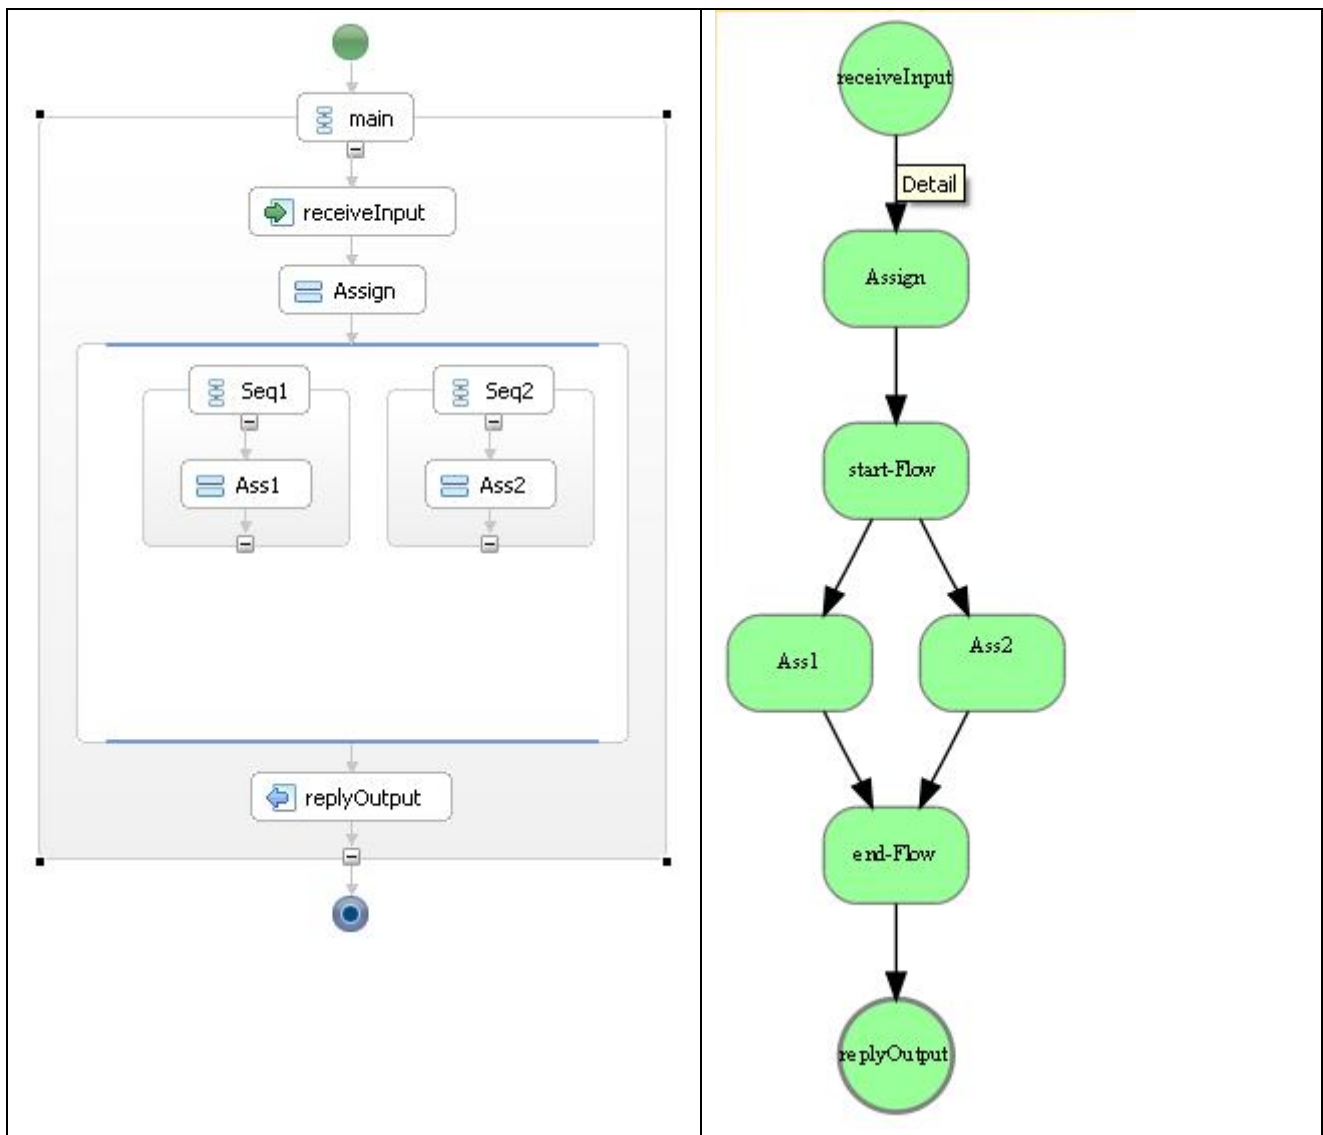 main
receiveInput
Assign
Seq1
Seq2
Ass1
Ass2
replyOutput
receiveInput
Detail
Assign
start-Flow
Ass1
Ass2
end-Flow
replyOutput